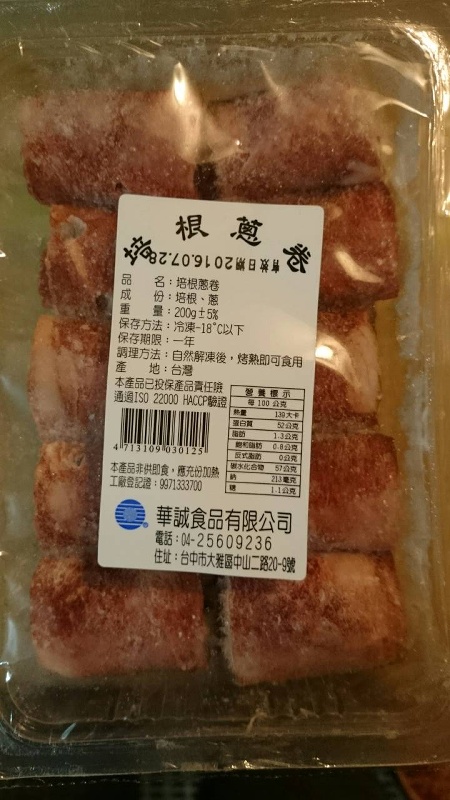 培根蔥卷
有效日期2016.07.28
品　　名：培根蔥卷
成　　份：培根、蔥
重　　量：200g±5%
保存方法：冷凍-18°C以下
保存期限：一年
調理方法：自然解凍後，烤熟即可食用
產　　地：台灣
本產品已投保產品責任險
通過ISO 22000 HACCP驗證
4713109030125
本產品非供即食，應充份加熱
工廠登記證：9971333700
營養標示
每 100 公克
熱量 139大卡
蛋白質 52公克
脂肪 1.3公克
飽和脂肪 0.8公克
反式脂肪 0公克
碳水化合物 57公克
鈉 213毫克
糖 1.1公克
華誠食品有限公司
電話：04-25609236
住址：台中市大雅區中山二路20-9號